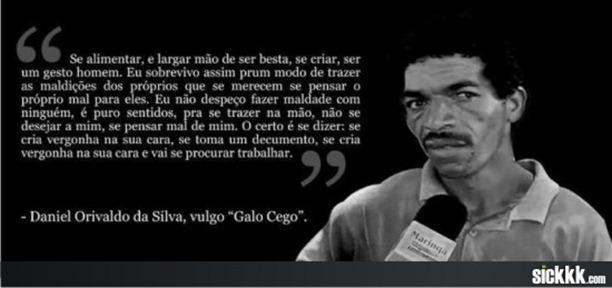 “
Se alimentar, e largar mão de ser besta, se criar, ser
um gesto homem. Eu sobrevivo assim prum modo de trazer
as maldições dos próprios que se merecem se pensar o
próprio mal para eles. Eu não despeço fazer maldade com
ninguém, é puro sentidos, pra se trazer na mão, não se
desejar a mim, se pensar mal de mim. O certo é se dizer: se
cria vergonha na sua cara, se toma um decumento, se cria
vergonha na sua cara e vai se procurar trabalhar.
”
- Daniel Orivaldo da Silva, vulgo “Galo Cego”.
Maringá
sickkk.com